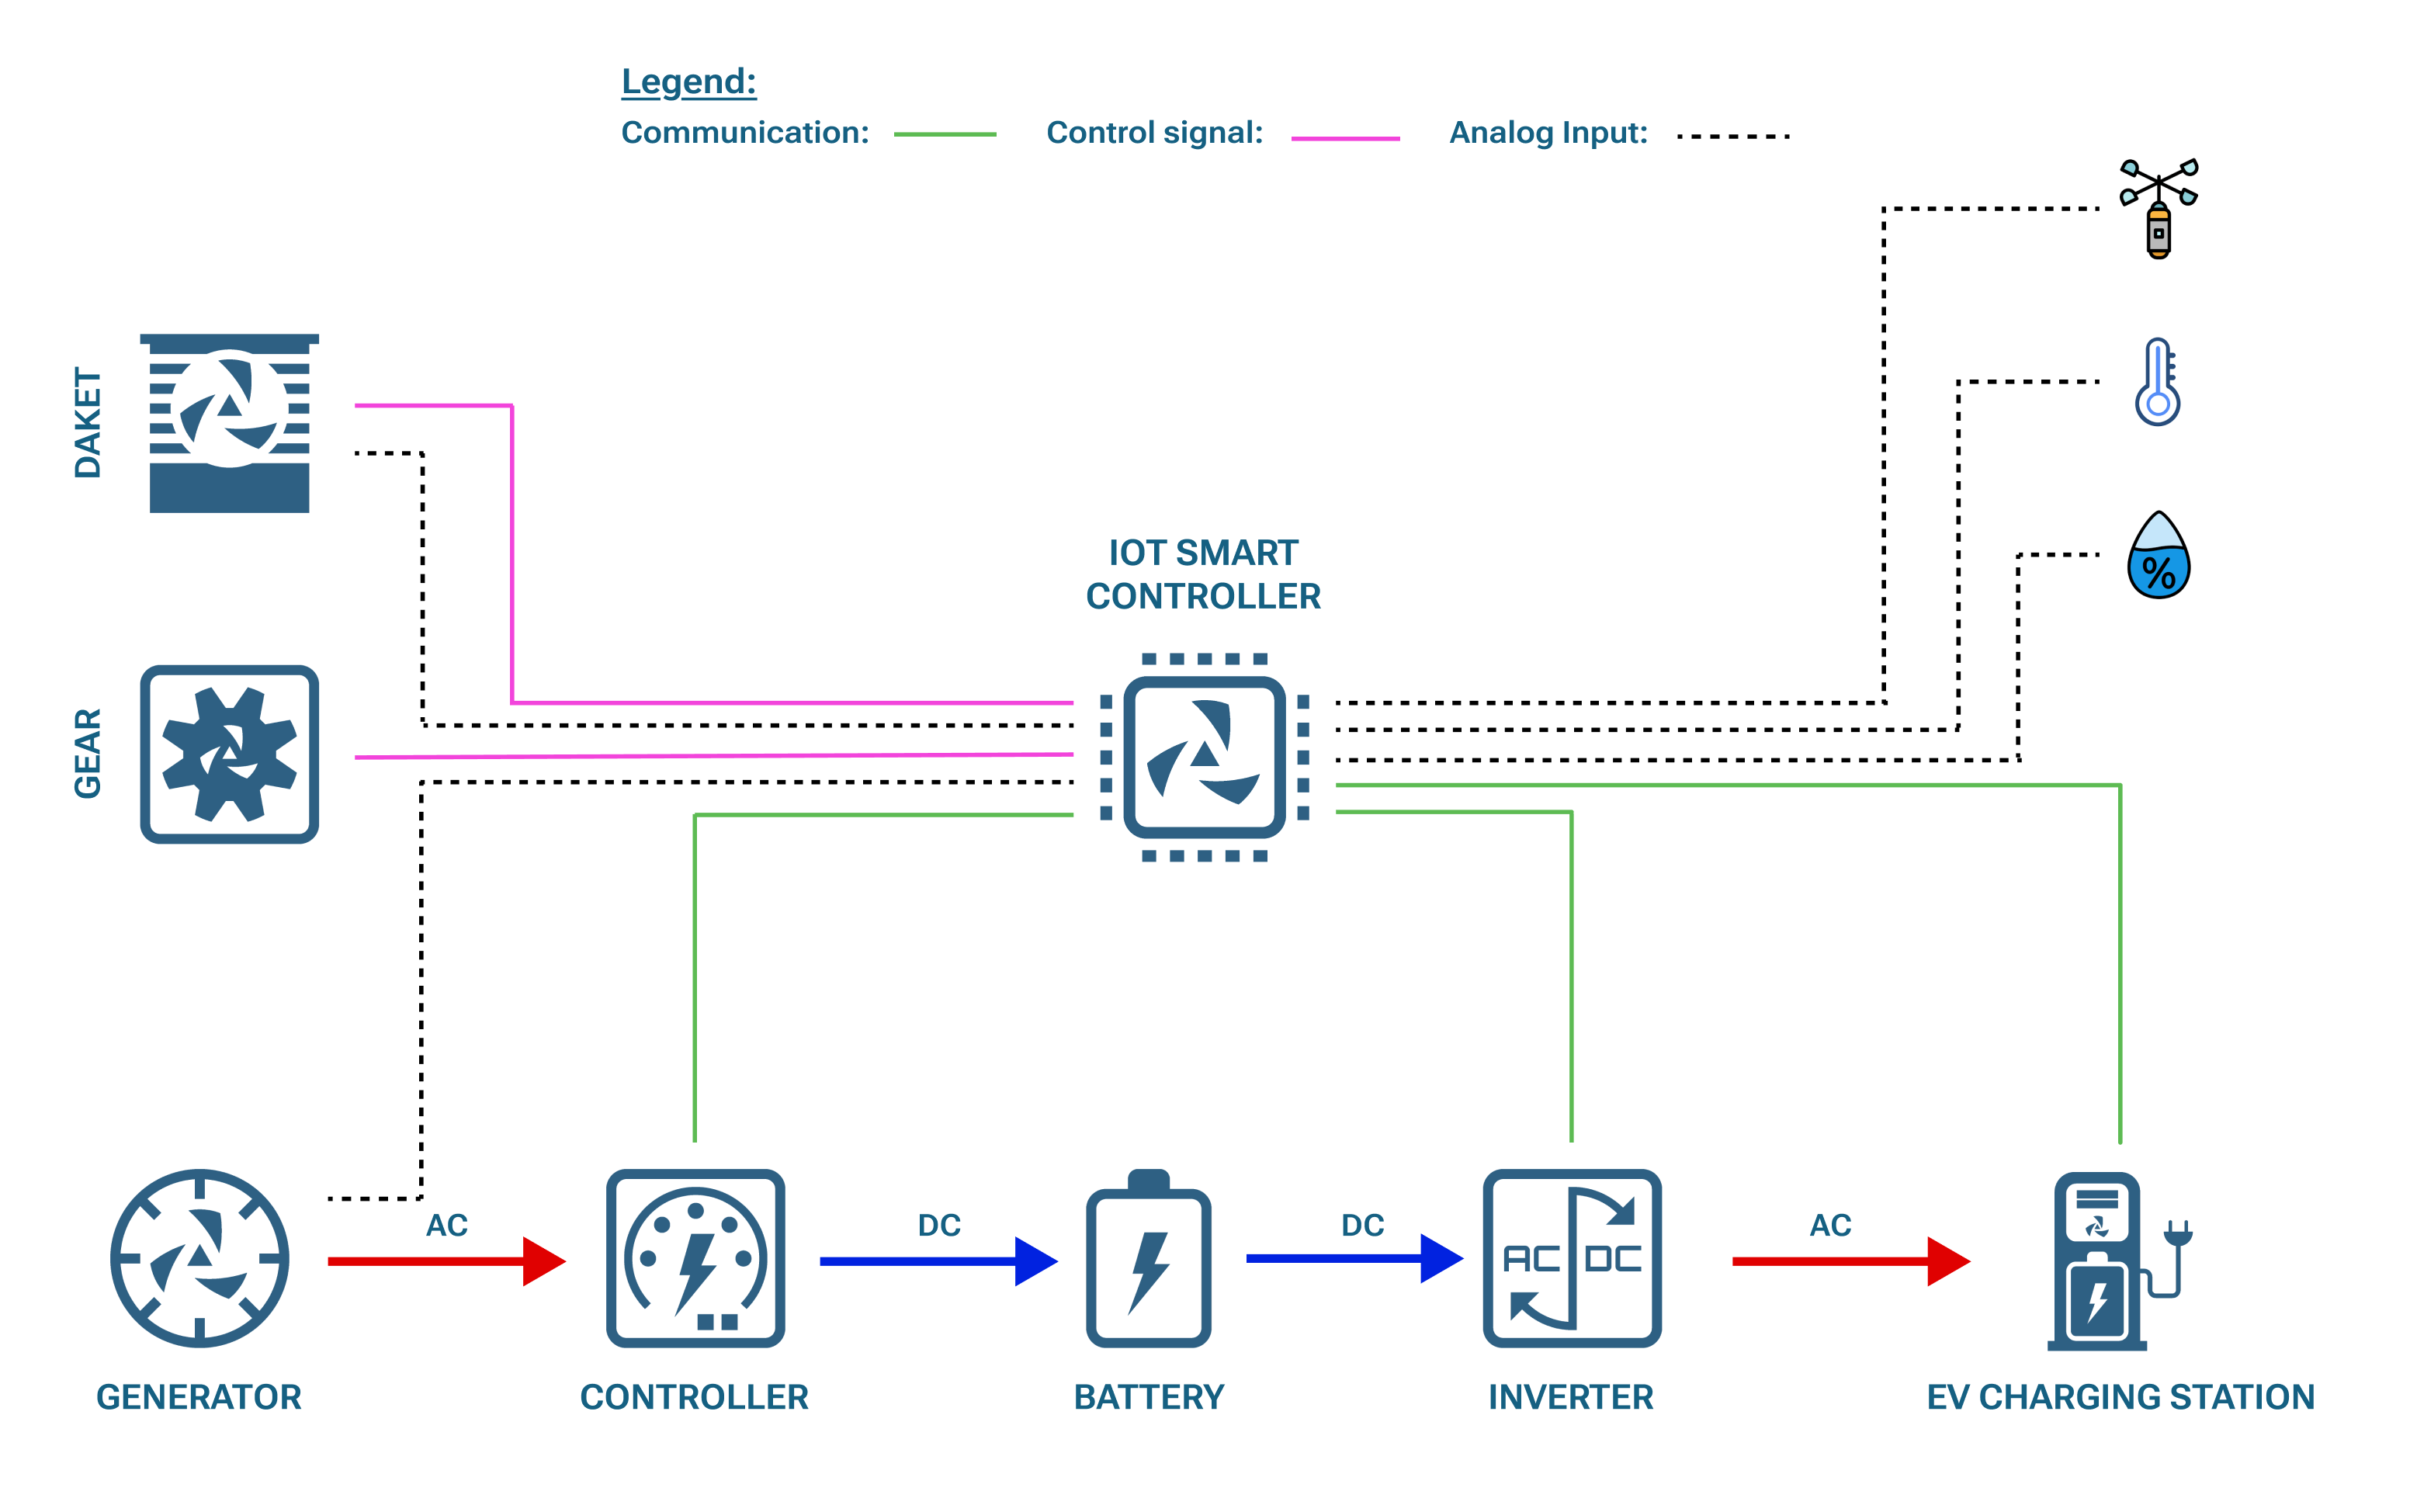 Legend:
Communication: Control signal: Analog Input:
DAKET
IOT SMART
CONTROLLER
%
GEAR
AC DC DC AC
AC DC
GENERATOR CONTROLLER BATTERY INVERTER EV CHARGING STATION